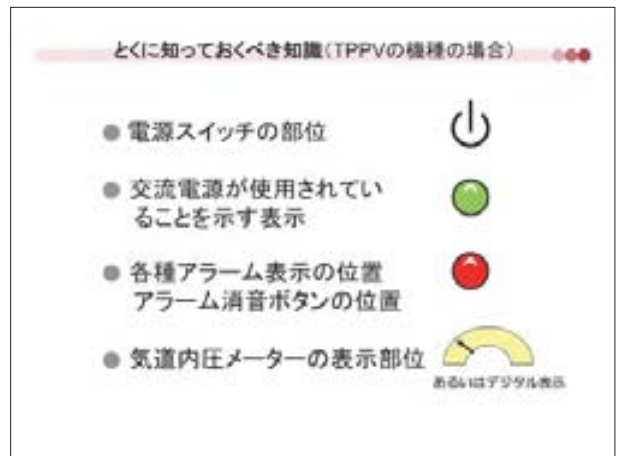 とくに知っておくべき知識(TPPVの機種の場合)
● 電源スイッチの部位
● 交流電源が使用されてい
ることを示す表示
● 各種アラーム表示の位置
アラーム消音ボタンの位置
● 気道内圧メーターの表示部位
あるいはデジタル表示